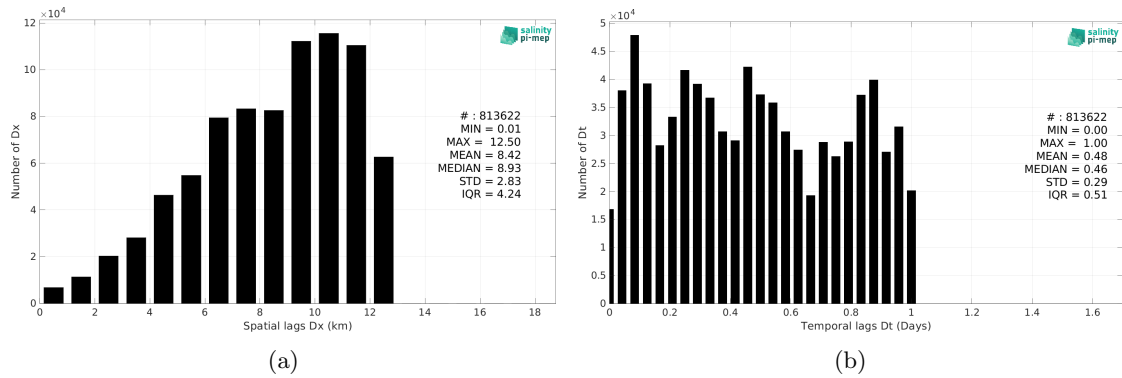 ×10⁴
12
10
8
6
4
2
0
Number of Dx
0 2 4 6 8 10 12 14 16 18
Spatial lags Dx (km)
salinity
pi-mep
# : 813622
MIN = 0.01
MAX = 12.50
MEAN = 8.42
MEDIAN = 8.93
STD = 2.83
IQR = 4.24
(a)
×10⁴
5
4.5
4
3.5
3
2.5
2
1.5
1
0.5
0
Number of Dt
0 0.2 0.4 0.6 0.8 1 1.2 1.4 1.6
Temporal lags Dt (Days)
salinity
pi-mep
# : 813622
MIN = 0.00
MAX = 1.00
MEAN = 0.48
MEDIAN = 0.46
STD = 0.29
IQR = 0.51
(b)